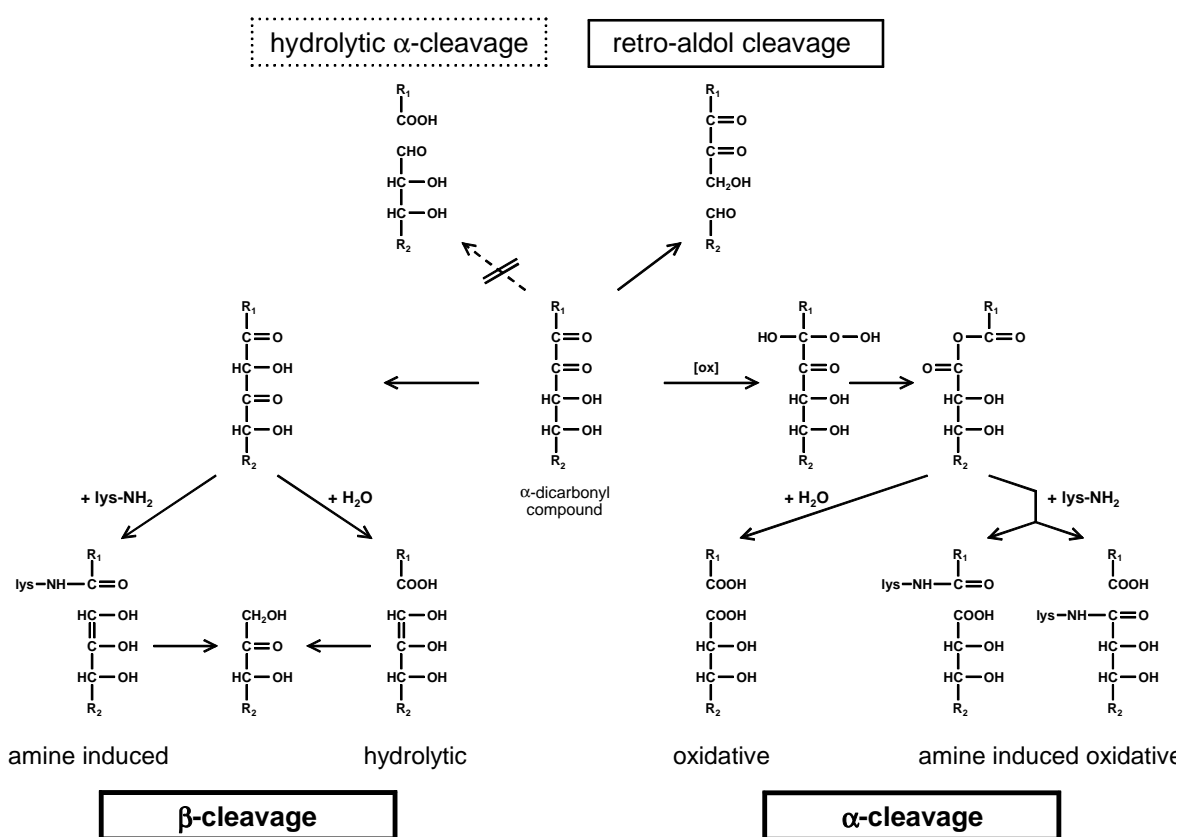 hydrolytic α-cleavage
retro-aldol cleavage
R1
COOH
CHO
HC OH
HC OH
R2
R1
C O
C O
CH2OH
CHO
R2
R1
C O
HC OH
C O
HC OH
R2
R1
C O
C O
HC OH
HC OH
R2
α-dicarbonyl
compound
[ox]
R1
HO C O OH
C O
HC OH
HC OH
R2
R1
O C O
O C
HC OH
HC OH
R2
+ lys-NH2
+ H2O
+ H2O
+ lys-NH2
R1
lys NH C O
HC OH
C OH
HC OH
R2
CH2OH
C O
HC OH
R2
R1
COOH
HC OH
C OH
HC OH
R2
R1
COOH
COOH
HC OH
HC OH
R2
R1
lys NH C O
COOH
HC OH
HC OH
R2
R1
COOH
lys NH C O
HC OH
HC OH
R2
amine induced
hydrolytic
oxidative
amine induced oxidative
β-cleavage
α-cleavage